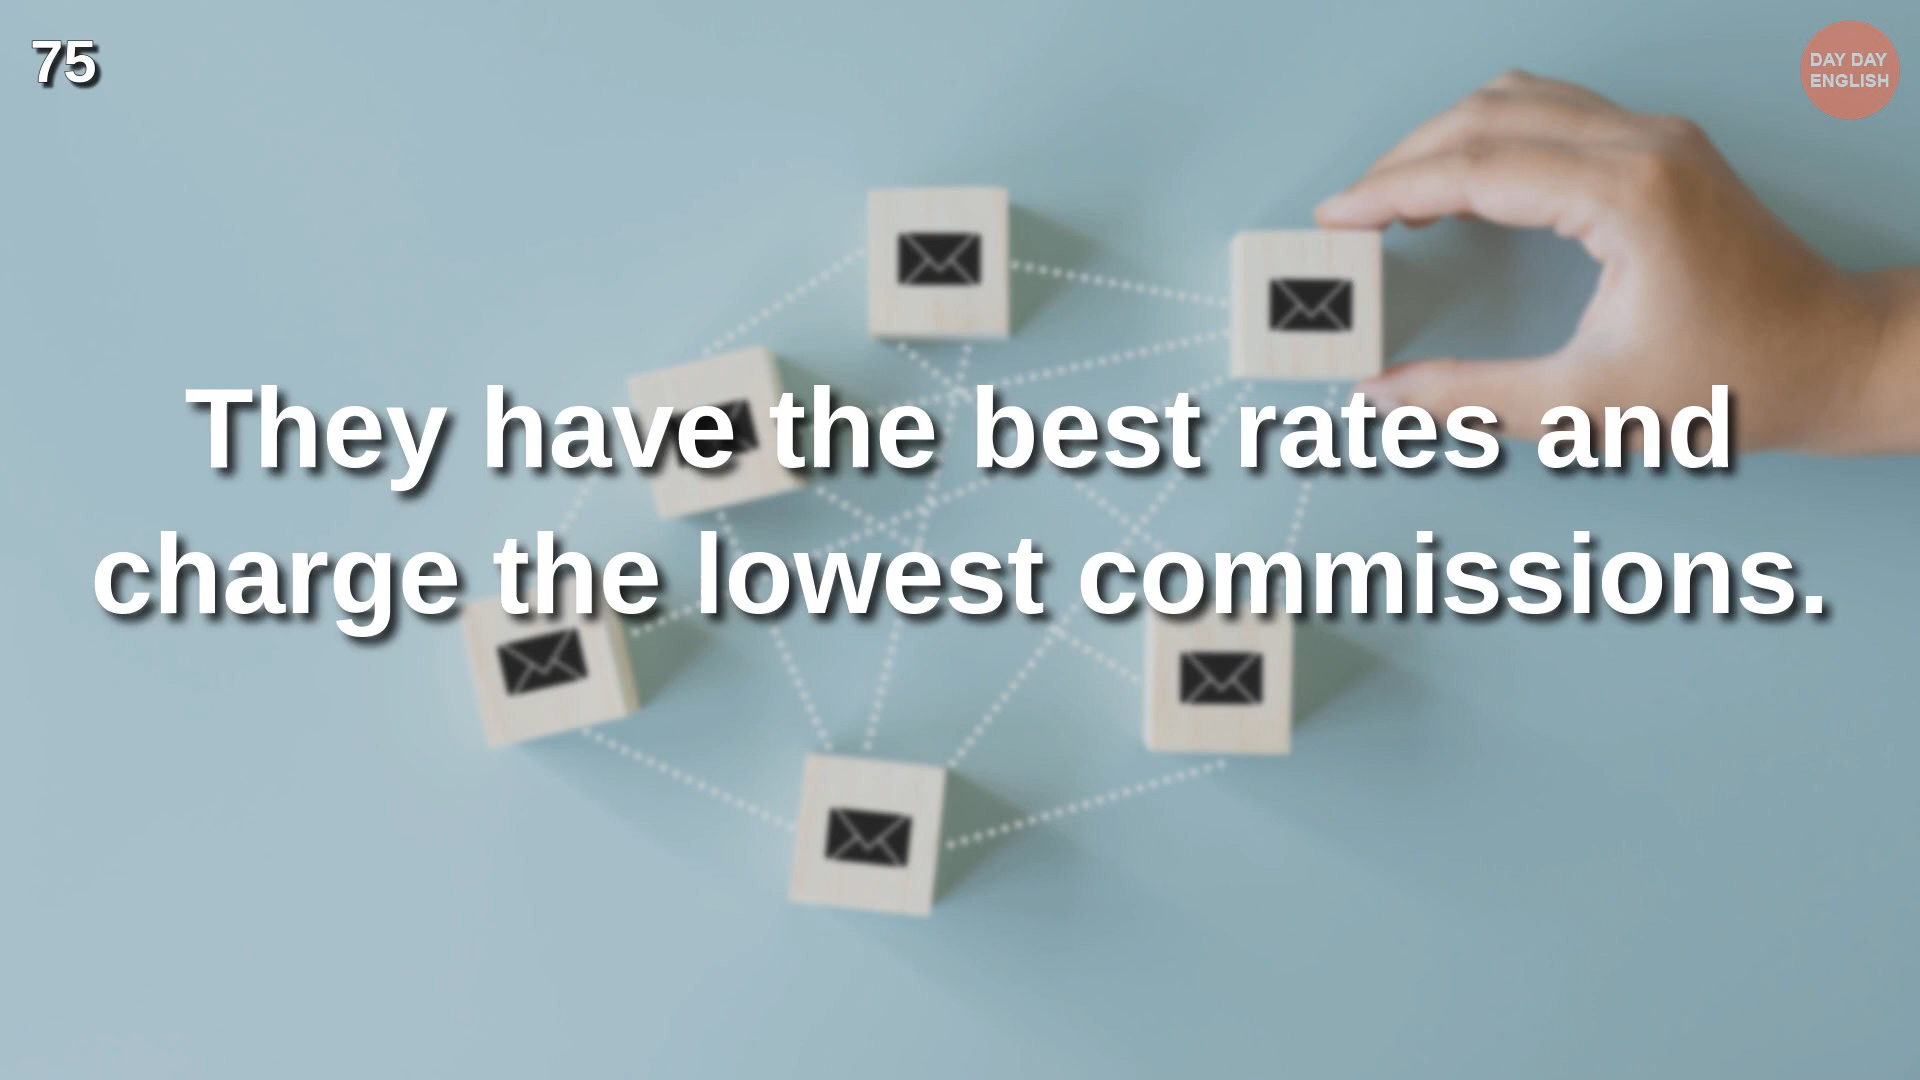 75
DAY DAY
ENGLISH
They have the best rates and
charge the lowest commissions.